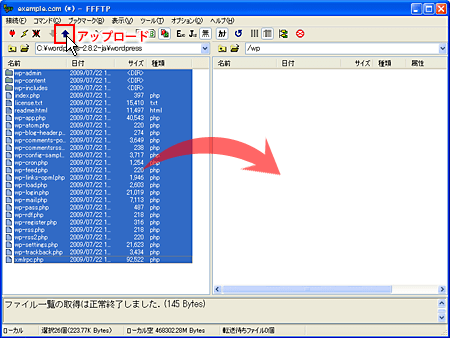 example.com (*) - FFFTP
接続(F) コマンド(C) ブックマーク(B) 表示(V) ツール(T) オプション(O) ヘルプ(H)
アップロード
/wp
名前 日付 サイズ 種類 名前 日付 サイズ 種類 属性
wp-admin 2009/07/22 1... <DIR>
wp-content 2009/07/22 1... <DIR>
wp-includes 2009/07/22 1... <DIR>
index.php 2009/07/22 1... 397 php
license.txt 2009/07/22 1... 15,410 txt
readme.html 2009/07/22 1... 11,497 html
wp-app.php 2009/07/22 1... 40,543 php
wp-atom.php 2009/07/22 1... 220 php
wp-blog-header.p... 2009/07/22 1... 274 php
wp-comments-po... 2009/07/22 1... 3,649 php
wp-commentsrss... 2009/07/22 1... 238 php
wp-config-sampl... 2009/07/22 1... 3,717 php
wp-cron.php 2009/07/22 1... 1,254 php
wp-feed.php 2009/07/22 1... 220 php
wp-links-opml.php 2009/07/22 1... 1,946 php
wp-load.php 2009/07/22 1... 2,603 php
wp-login.php 2009/07/22 1... 21,019 php
wp-mail.php 2009/07/22 1... 7,113 php
wp-pass.php 2009/07/22 1... 487 php
wp-rdf.php 2009/07/22 1... 218 php
wp-register.php 2009/07/22 1... 316 php
wp-rss.php 2009/07/22 1... 218 php
wp-rss2.php 2009/07/22 1... 220 php
wp-settings.php 2009/07/22 1... 21,623 php
wp-trackback.php 2009/07/22 1... 3,434 php
xmlrpc.php 2009/07/22 1... 92,522 php
ファイル一覧の取得は正常終了しました. (145 Bytes)
ローカル 選択26個(223.77K Bytes) ローカル空 468302.28M Bytes 転送待ちファイル0個